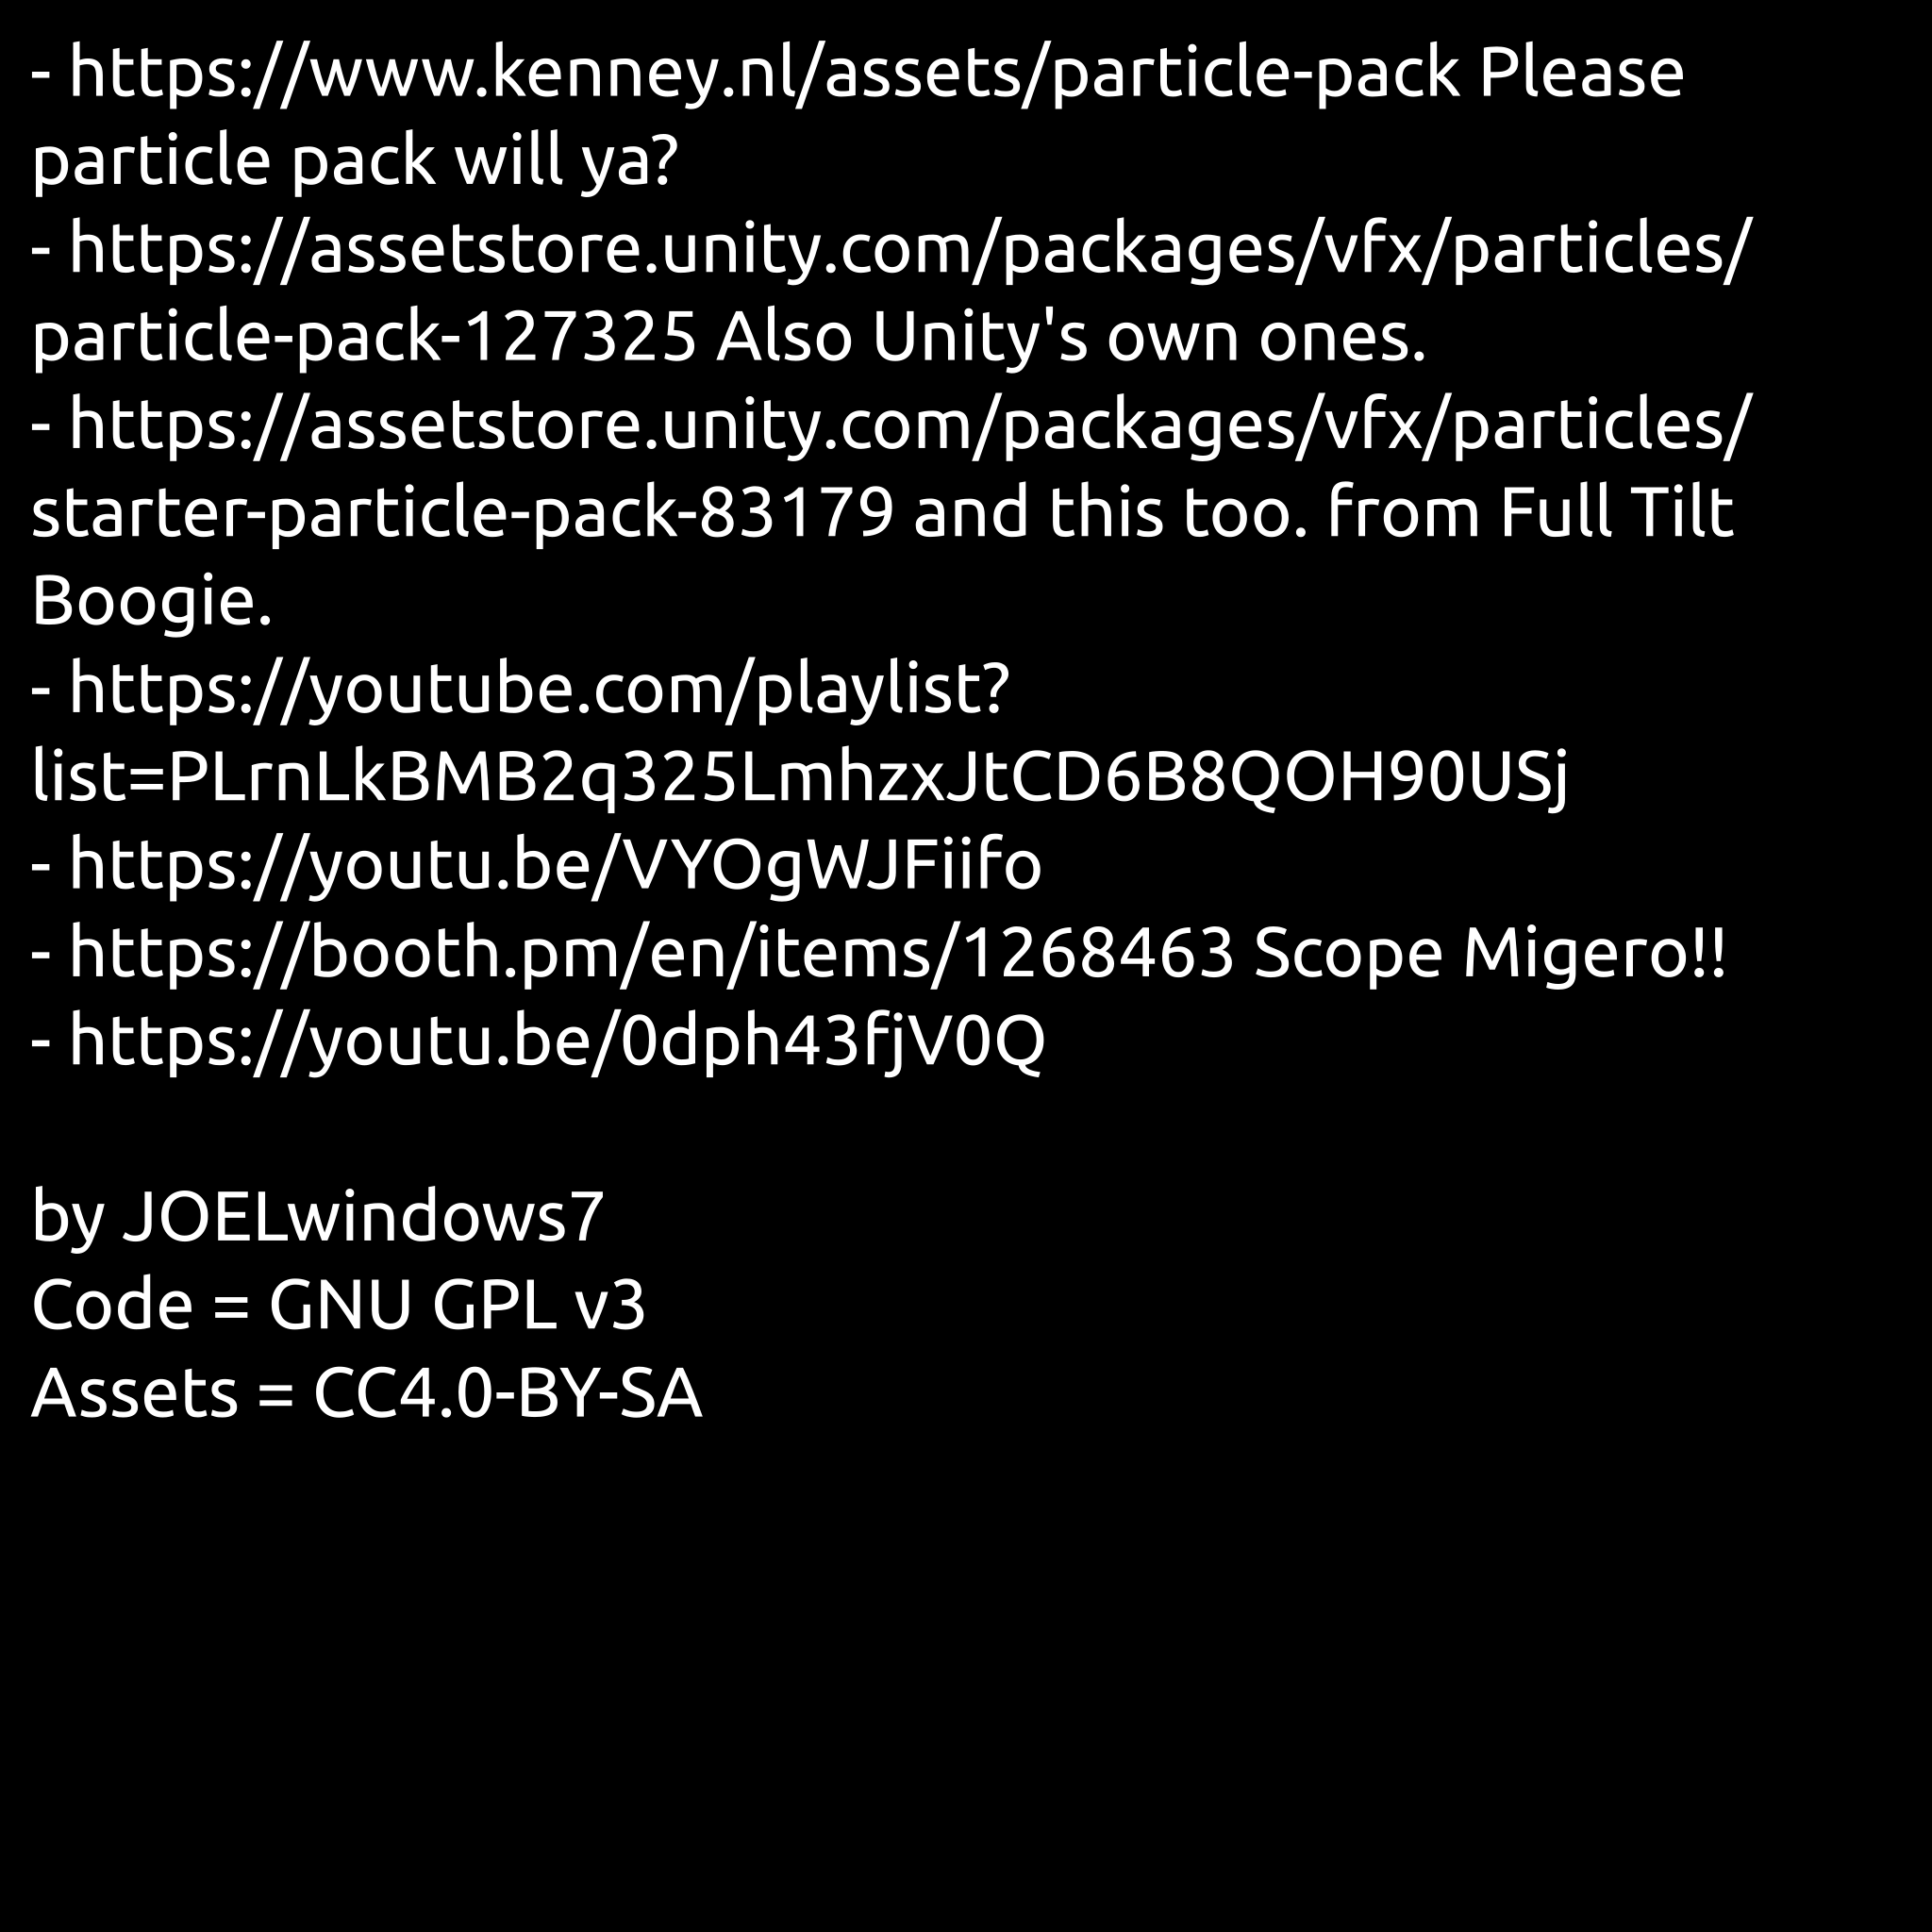 - https://www.kenney.nl/assets/particle-pack Please
particle pack will ya?
- https://assetstore.unity.com/packages/vfx/particles/
particle-pack-127325 Also Unity's own ones.
- https://assetstore.unity.com/packages/vfx/particles/
starter-particle-pack-83179 and this too. from Full Tilt
Boogie.
- https://youtube.com/playlist?
list=PLrnLkBMB2q325LmhzxJtCD6B8QOH90USj
- https://youtu.be/VYOgWJFiifo
- https://booth.pm/en/items/1268463 Scope Migero!!
- https://youtu.be/0dph43fjV0Q
by JOELwindows7
Code = GNU GPL v3
Assets = CC4.0-BY-SA